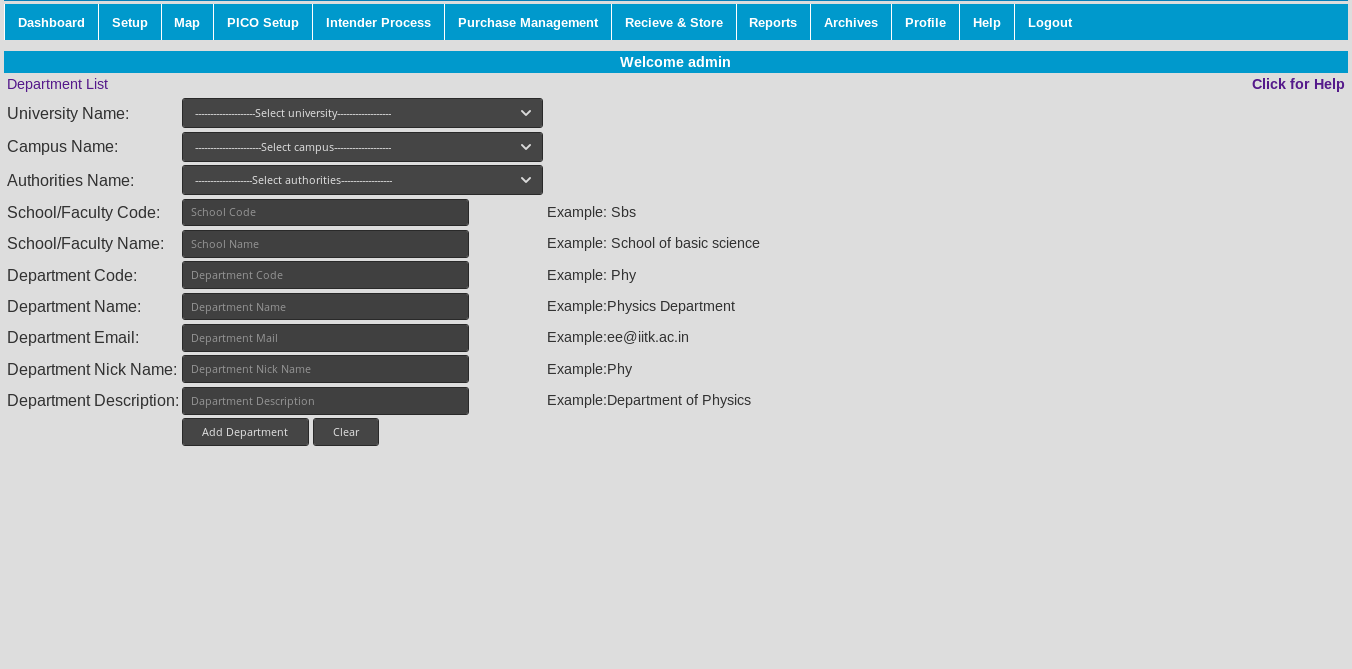 Dashboard Setup Map PICO Setup Intender Process Purchase Management Recieve & Store Reports Archives Profile Help Logout
Welcome admin
Department List Click for Help
University Name: --------------------Select university------------------
Campus Name: ----------------------Select campus-------------------
Authorities Name: -------------------Select authorities-----------------
School/Faculty Code: School Code Example: Sbs
School/Faculty Name: School Name Example: School of basic science
Department Code: Department Code Example: Phy
Department Name: Department Name Example:Physics Department
Department Email: Department Mail Example:ee@iitk.ac.in
Department Nick Name: Department Nick Name Example:Phy
Department Description: Dapartment Description Example:Department of Physics
Add Department Clear